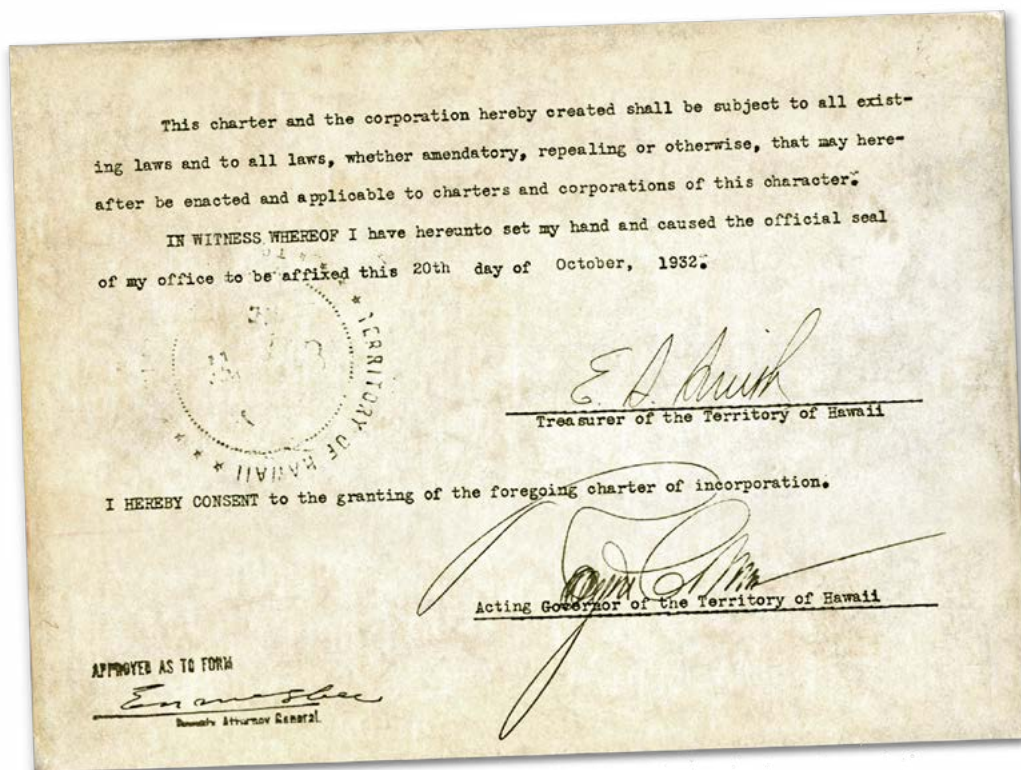 This charter and the corporation hereby created shall be subject to all exist-
ing laws and to all laws, whether amendatory, repealing or otherwise, that may here-
after be enacted and applicable to charters and corporations of this character.
IN WITNESS WHEREOF I have hereunto set my hand and caused the official seal
of my office to be affixed this 20th day of October, 1932.
TERRITORY OF HAWAII
E. S. Smith
Treasurer of the Territory of Hawaii
I HEREBY CONSENT to the granting of the foregoing charter of incorporation.
Acting Governor of the Territory of Hawaii
APPROVED AS TO FORM
Attorney General.